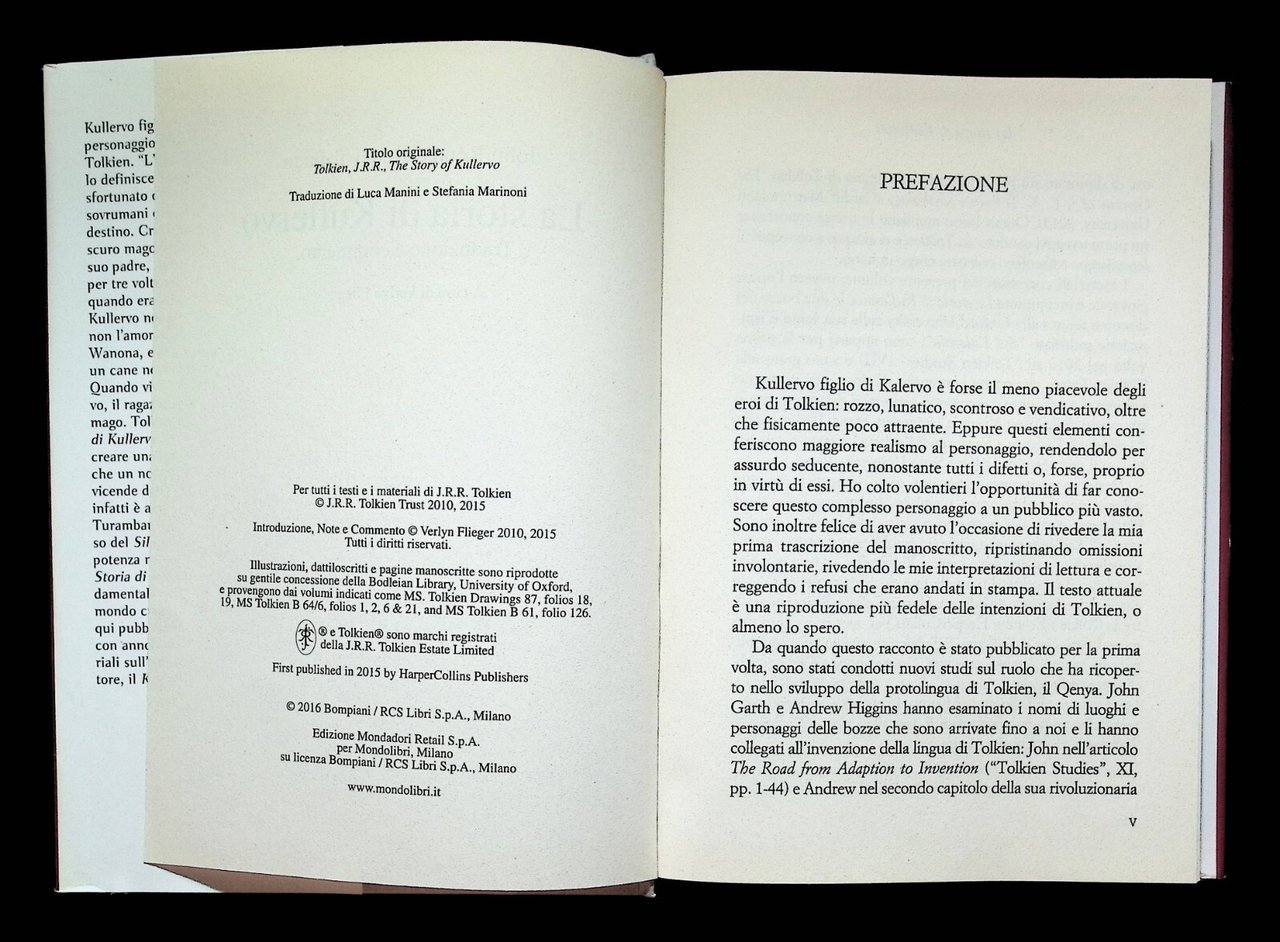 Kullervo fig
personaggio
Tolkien. "L'
lo definisce
sfortunato
sovrumani
destino. Cr
scuro mago
suo padre,
per tre volt
quando era
Kullervo
non l'amor
Wanona, e
un cane
Quando vi
vo, il
mago. Tol
di Kullerv
creare una
che un
vicende d
infatti è a
Turambar
so del Sil
potenza
Storia di
damental
mondo
qui pubb
con anno
riali sull'
tore, il K
Titolo originale:
Tolkien, J.R.R., The Story of Kullervo
Traduzione di Luca Manini e Stefania Marinoni
Per tutti i testi e i materiali di J.R.R. Tolkien
© J.R.R. Tolkien Trust 2010, 2015
Introduzione, Note e Commento © Verlyn Flieger 2010, 2015
Tutti i diritti riservati.
Illustrazioni, dattiloscritti e pagine manoscritte sono riprodotte
su gentile concessione della Bodleian Library, University of Oxford,
e provengono dai volumi indicati come MS. Tolkien Drawings 87, folios 18,
19, MS Tolkien B 64/6, folios 1, 2, 6 & 21, and MS Tolkien B 61, folio 126.
® e Tolkien® sono marchi registrati
della J.R.R. Tolkien Estate Limited
First published in 2015 by HarperCollins Publishers
© 2016 Bompiani / RCS Libri S.p.A., Milano
Edizione Mondadori Retail S.p.A.
per Mondolibri, Milano
su licenza Bompiani / RCS Libri S.p.A., Milano
www.mondolibri.it
PREFAZIONE
Kullervo figlio di Kalervo è forse il meno piacevole degli
eroi di Tolkien: rozzo, lunatico, scontroso e vendicativo, oltre
che fisicamente poco attraente. Eppure questi elementi con-
feriscono maggiore realismo al personaggio, rendendolo per
assurdo seducente, nonostante tutti i difetti o, forse, proprio
in virtù di essi. Ho colto volentieri l'opportunità di far cono-
scere questo complesso personaggio a un pubblico più vasto.
Sono inoltre felice di aver avuto l'occasione di rivedere la mia
prima trascrizione del manoscritto, ripristinando omissioni
involontarie, rivedendo le mie interpretazioni di lettura e cor-
reggendo i refusi che erano andati in stampa. Il testo attuale
è una riproduzione più fedele delle intenzioni di Tolkien, o
almeno lo spero.
Da quando questo racconto è stato pubblicato per la prima
volta, sono stati condotti nuovi studi sul ruolo che ha ricoper-
to nello sviluppo della protolingua di Tolkien, il Qenya. John
Garth e Andrew Higgins hanno esaminato i nomi di luoghi e
personaggi delle bozze che sono arrivate fino a noi e li hanno
collegati all'invenzione della lingua di Tolkien: John nell'articolo
The Road from Adaption to Invention ("Tolkien Studies", XI,
pp. 1-44) e Andrew nel secondo capitolo della sua rivoluzionaria
V